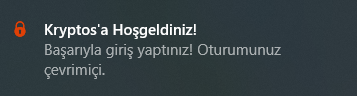 Kryptos'a Hoşgeldiniz!
Başarıyla giriş yaptınız! Oturumunuz
çevrimiçi.